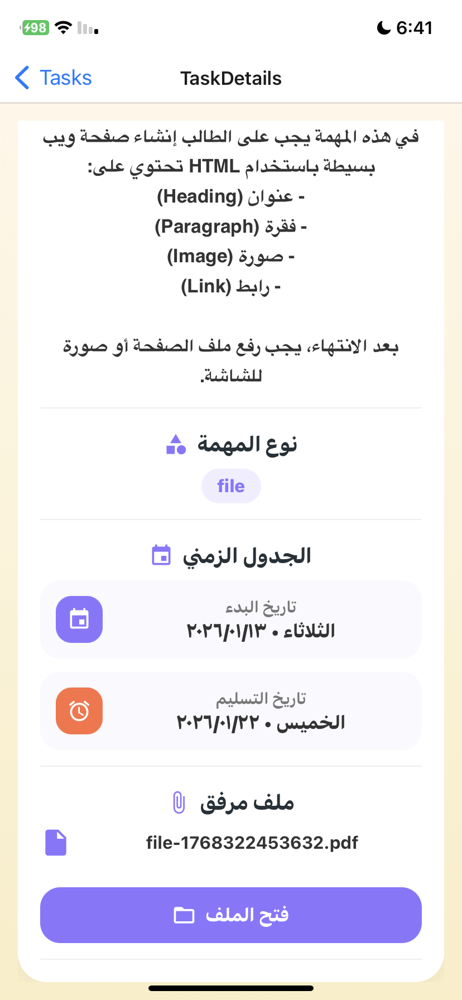 98
6:41
Tasks
TaskDetails
في هذه المهمة يجب على الطالب إنشاء صفحة ويب
بسيطة باستخدام HTML تحتوي على:
- عنوان (Heading)
- فقرة (Paragraph)
- صورة (Image)
- رابط (Link)
بعد الانتهاء، يجب رفع ملف الصفحة أو صورة
للشاشة.
نوع المهمة
file
الجدول الزمني
تاريخ البدء
الثلاثاء • ٢٠٢٦/٠١/١٣
تاريخ التسليم
الخميس • ٢٠٢٦/٠١/٢٢
ملف مرفق
file-1768322453632.pdf
فتح الملف